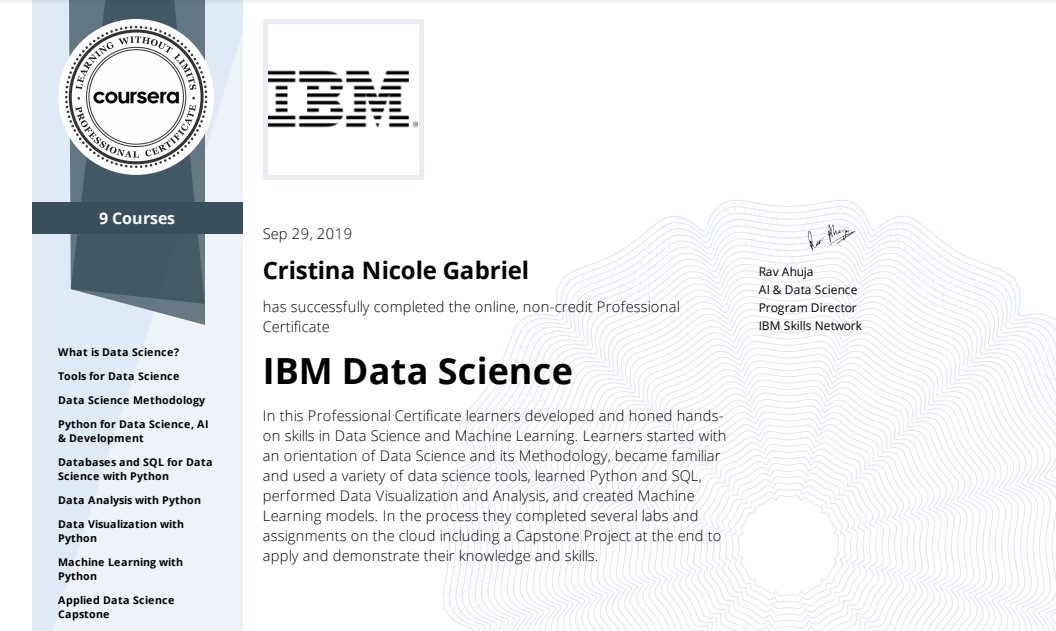 LEARNING WITHOUT LIMITS
coursera
PROFESSIONAL CERTIFICATE
9 Courses
What is Data Science?
Tools for Data Science
Data Science Methodology
Python for Data Science, AI
& Development
Databases and SQL for Data
Science with Python
Data Analysis with Python
Data Visualization with
Python
Machine Learning with
Python
Applied Data Science
Capstone
IBM®
Sep 29, 2019
Cristina Nicole Gabriel
has successfully completed the online, non-credit Professional
Certificate
IBM Data Science
In this Professional Certificate learners developed and honed hands-
on skills in Data Science and Machine Learning. Learners started with
an orientation of Data Science and its Methodology, became familiar
and used a variety of data science tools, learned Python and SQL,
performed Data Visualization and Analysis, and created Machine
Learning models. In the process they completed several labs and
assignments on the cloud including a Capstone Project at the end to
apply and demonstrate their knowledge and skills.
Rav Ahuja
Rav Ahuja
AI & Data Science
Program Director
IBM Skills Network